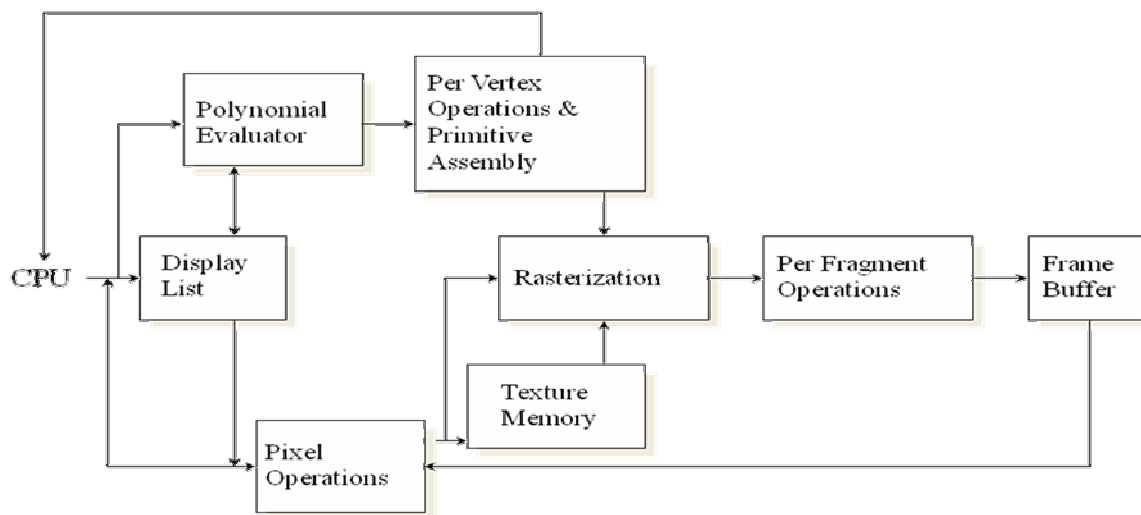 Per Vertex
Operations &
Primitive
Assembly
Polynomial
Evaluator
CPU
Display
List
Rasterization
Per Fragment
Operations
Frame
Buffer
Texture
Memory
Pixel
Operations